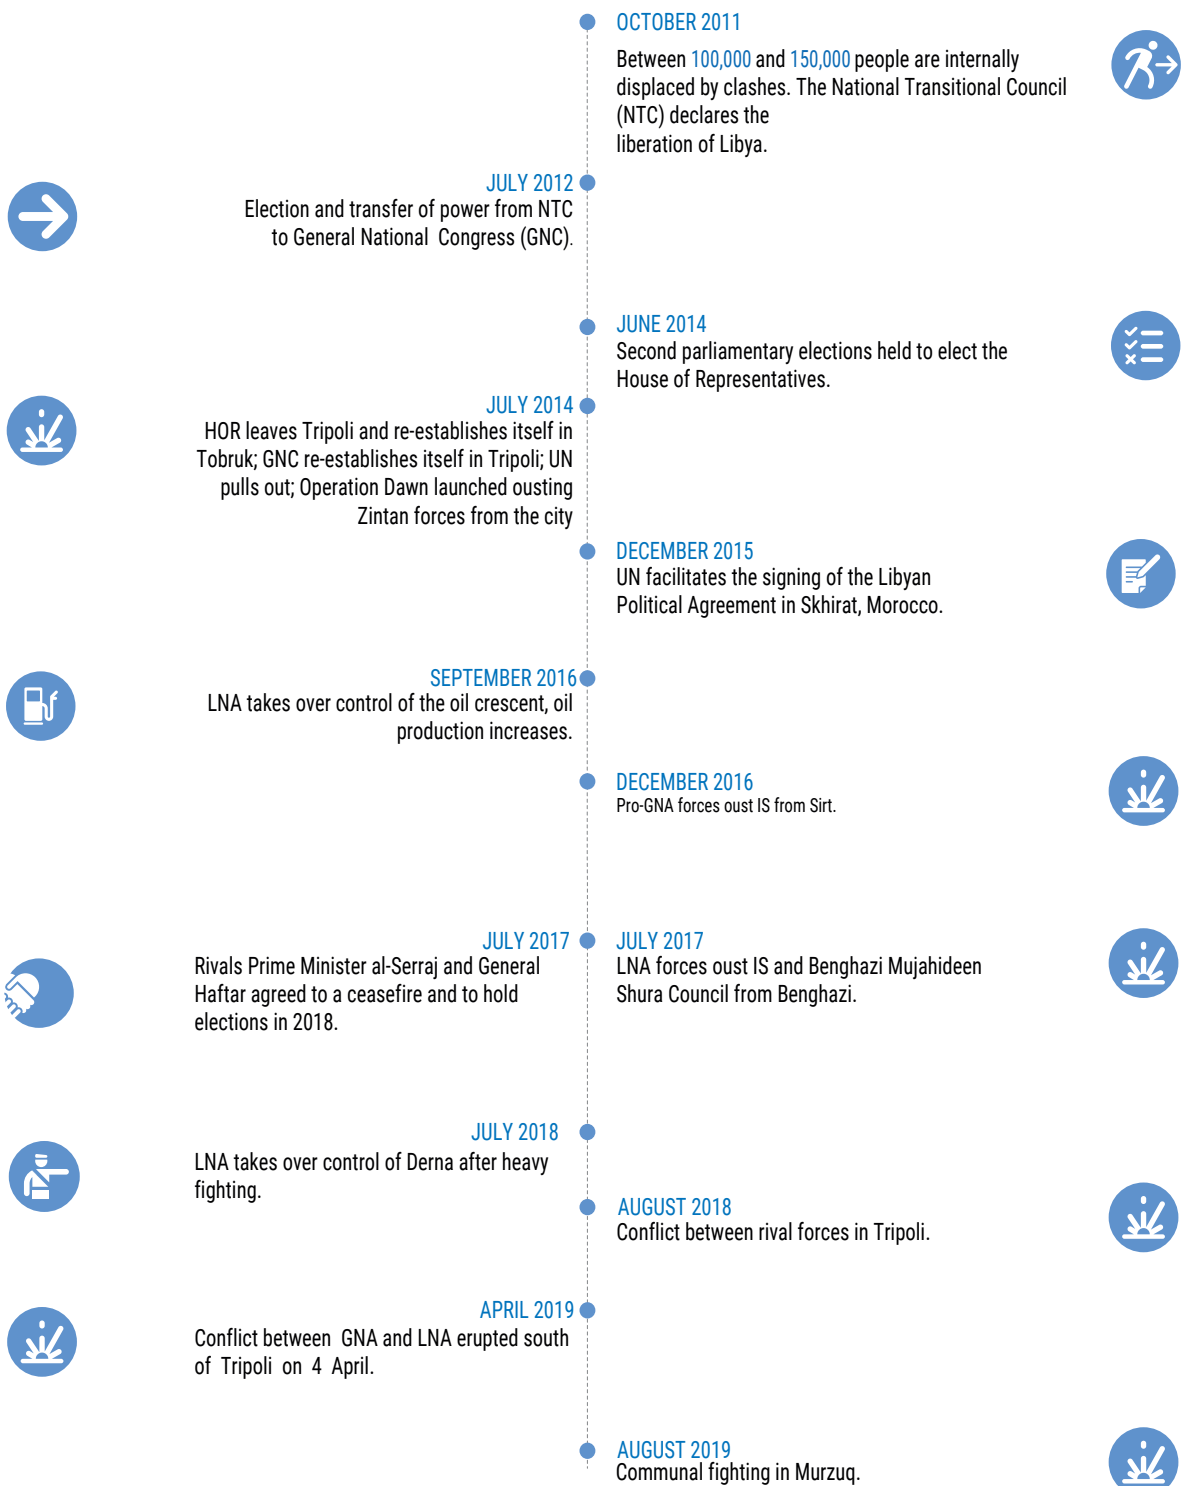 OCTOBER 2011
Between 100,000 and 150,000 people are internally
displaced by clashes. The National Transitional Council
(NTC) declares the
liberation of Libya.
JULY 2012
Election and transfer of power from NTC
to General National Congress (GNC).
JUNE 2014
Second parliamentary elections held to elect the
House of Representatives.
JULY 2014
HOR leaves Tripoli and re-establishes itself in
Tobruk; GNC re-establishes itself in Tripoli; UN
pulls out; Operation Dawn launched ousting
Zintan forces from the city
DECEMBER 2015
UN facilitates the signing of the Libyan
Political Agreement in Skhirat, Morocco.
SEPTEMBER 2016
LNA takes over control of the oil crescent, oil
production increases.
DECEMBER 2016
Pro-GNA forces oust IS from Sirt.
JULY 2017
Rivals Prime Minister al-Serraj and General
Haftar agreed to a ceasefire and to hold
elections in 2018.
JULY 2017
LNA forces oust IS and Benghazi Mujahideen
Shura Council from Benghazi.
JULY 2018
LNA takes over control of Derna after heavy
fighting.
AUGUST 2018
Conflict between rival forces in Tripoli.
APRIL 2019
Conflict between GNA and LNA erupted south
of Tripoli on 4 April.
AUGUST 2019
Communal fighting in Murzuq.